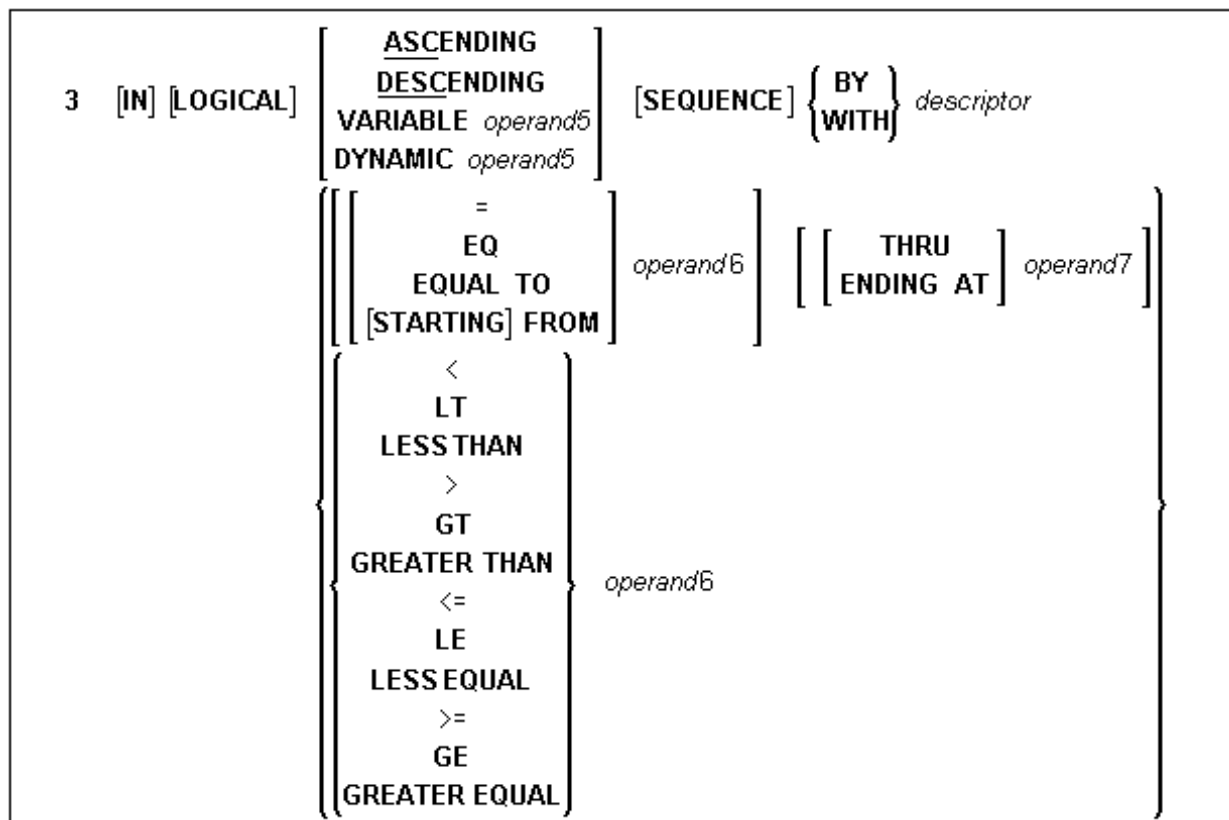 ASCENDING
DESCENDING
3 [IN] [LOGICAL] [SEQUENCE] {BY
VARIABLE operand5 WITH} descriptor
DYNAMIC operand5
=
EQ THRU
operand6
EQUAL TO ENDING AT operand7
[STARTING] FROM
<
LT
LESS THAN
>
GT
GREATER THAN
<= operand6
LE
LESS EQUAL
>=
GE
GREATER EQUAL